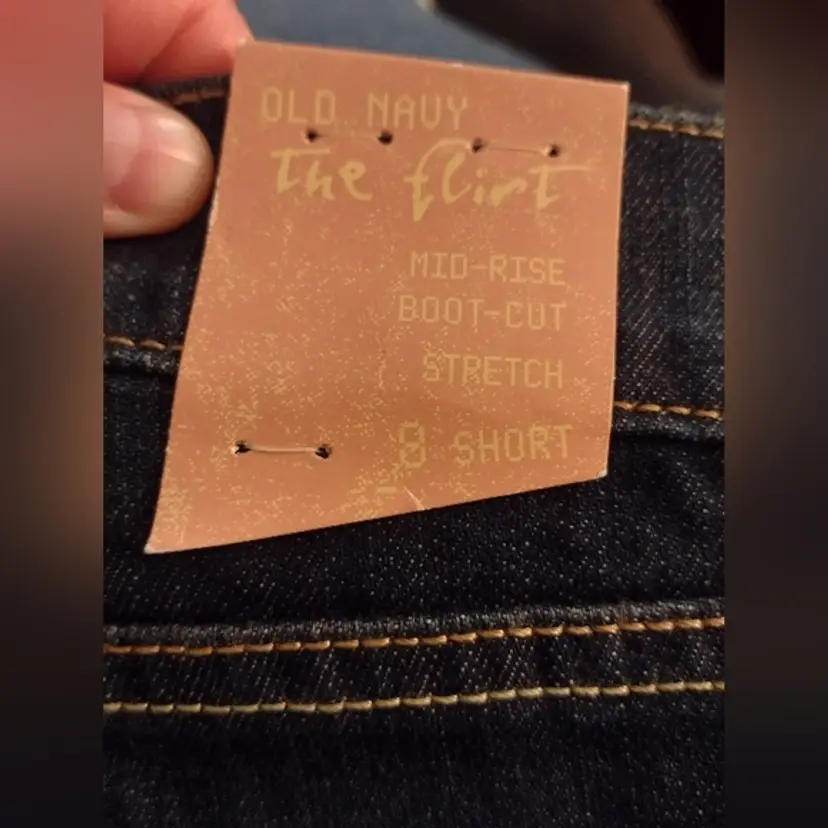 OLD NAVY
The flirt
MID-RISE
BOOT-CUT
STRETCH
8 SHORT